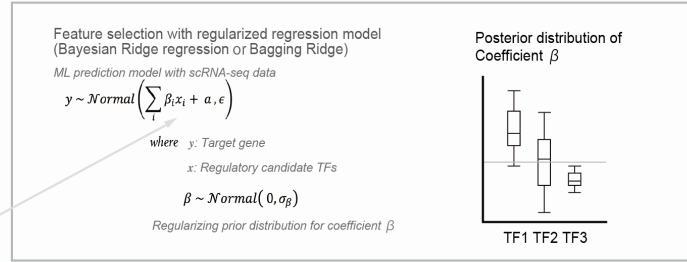 Feature selection with regularized regression model
(Bayesian Ridge regression or Bagging Ridge)
ML prediction model with scRNA-seq data
y ~ Normal(∑ᵢ βᵢxᵢ + a, ϵ)
where y: Target gene
x: Regulatory candidate TFs
β ~ Normal( 0, σ_β)
Regularizing prior distribution for coefficient β
Posterior distribution of
Coefficient β
TF1 TF2 TF3